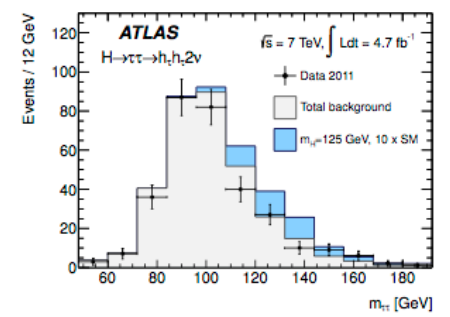 ATLAS
H→ττ→hτhτ2ν
√s = 7 TeV, ∫ Ldt = 4.7 fb⁻¹
Data 2011
Total background
mH=125 GeV, 10 x SM
Events / 12 GeV
120
100
80
60
40
20
0
60 80 100 120 140 160 180
mττ [GeV]